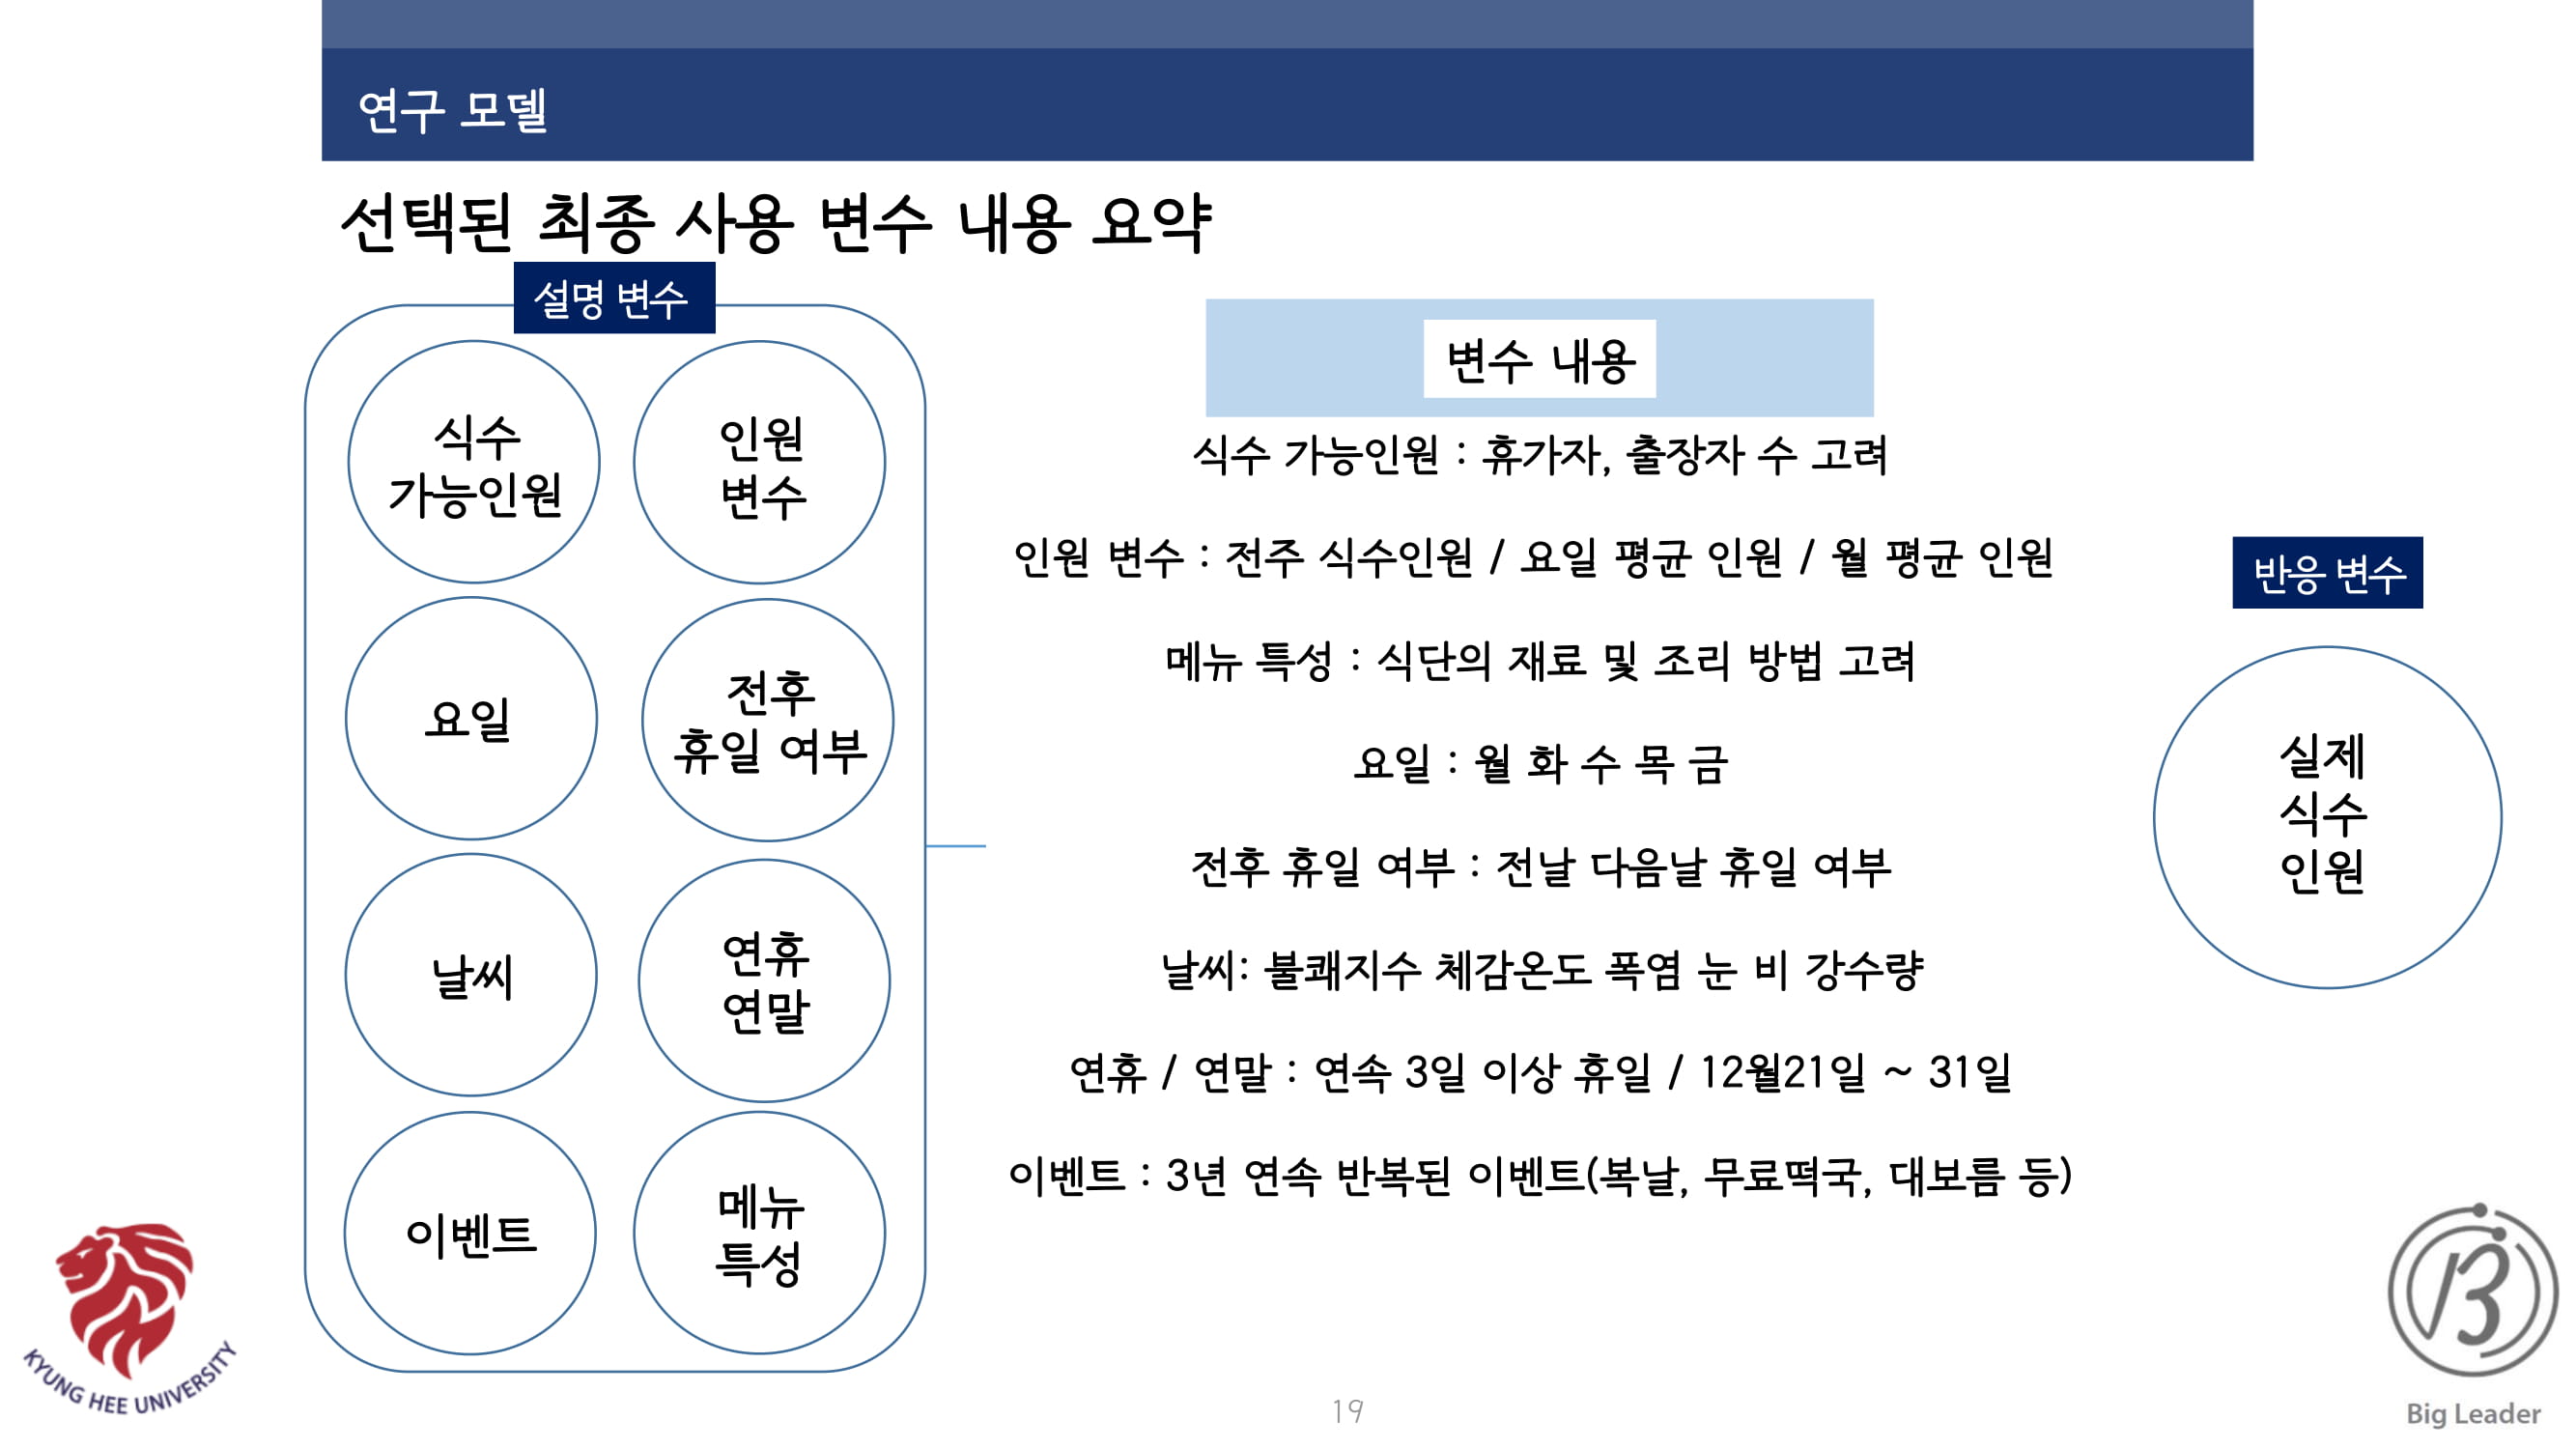 연구 모델
선택된 최종 사용 변수 내용 요약
설명 변수
식수
가능인원
인원
변수
요일
전후
휴일 여부
날씨
연휴
연말
이벤트
메뉴
특성
변수 내용
식수 가능인원 : 휴가자, 출장자 수 고려
인원 변수 : 전주 식수인원 / 요일 평균 인원 / 월 평균 인원
메뉴 특성 : 식단의 재료 및 조리 방법 고려
요일 : 월 화 수 목 금
전후 휴일 여부 : 전날 다음날 휴일 여부
날씨: 불쾌지수 체감온도 폭염 눈 비 강수량
연휴 / 연말 : 연속 3일 이상 휴일 / 12월21일 ~ 31일
이벤트 : 3년 연속 반복된 이벤트(복날, 무료떡국, 대보름 등)
반응 변수
실제
식수
인원
KYUNG HEE UNIVERSITY
19
Big Leader